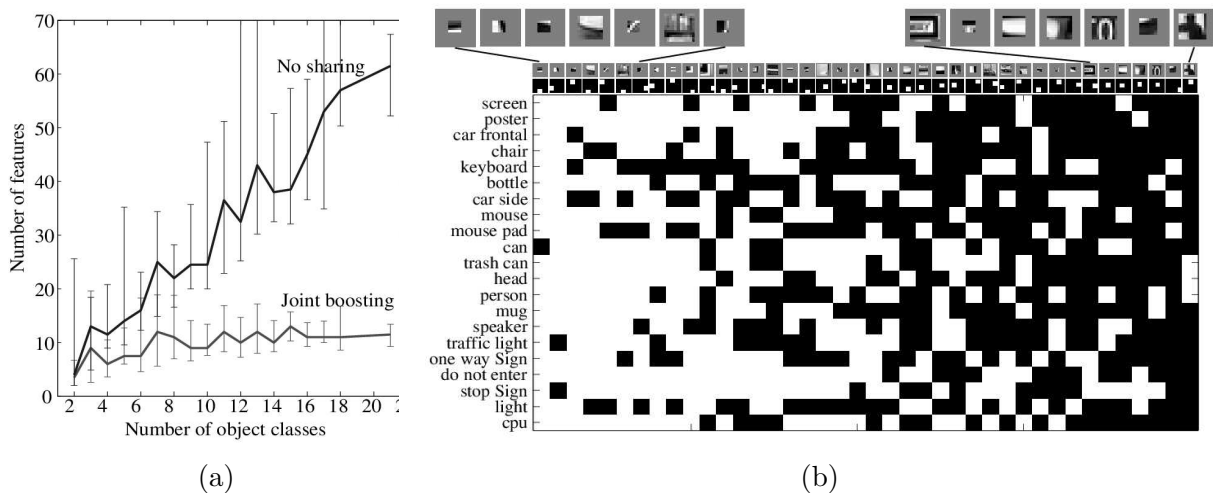 70
60
50
40
30
20
10
0
Number of features
No sharing
Joint boosting
2 4 6 8 10 12 14 16 18 20
Number of object classes
(a)
screen
poster
car frontal
chair
keyboard
bottle
car side
mouse
mouse pad
can
trash can
head
person
mug
speaker
traffic light
one way Sign
do not enter
stop Sign
light
cpu
(b)